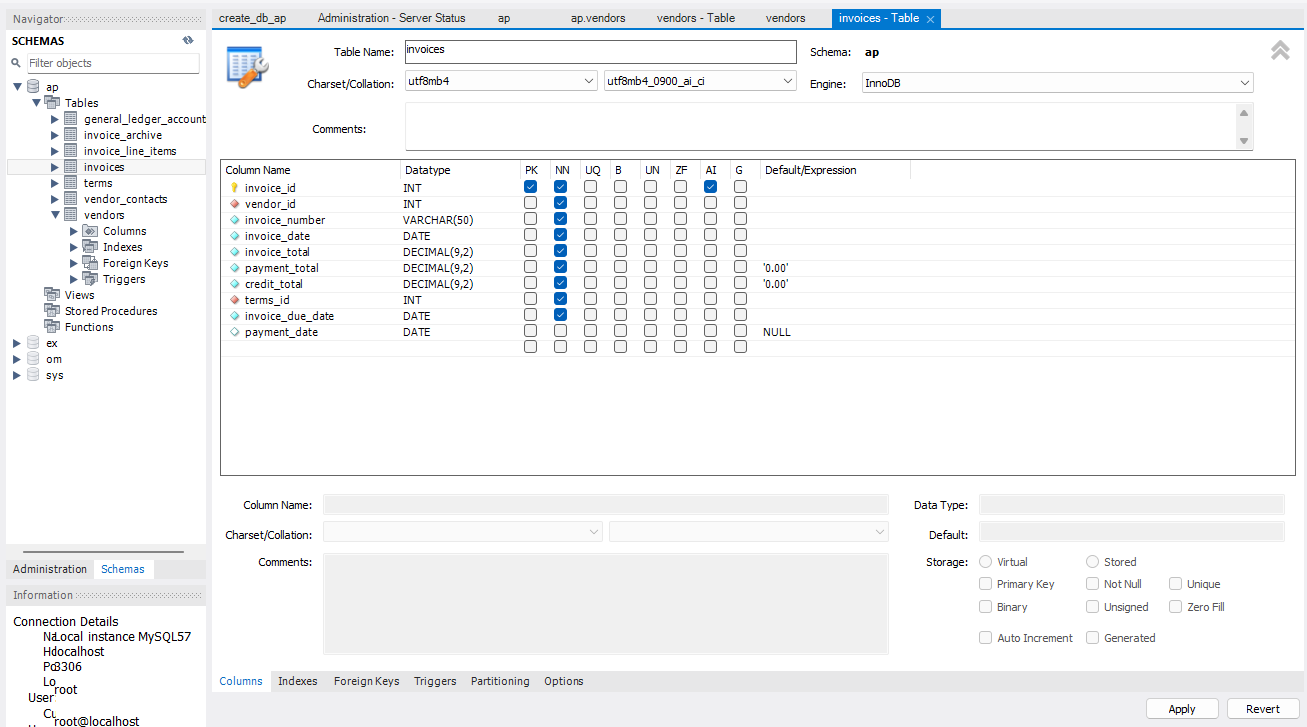 Navigator
SCHEMAS
Filter objects
ap
Tables
general_ledger_account
invoice_archive
invoice_line_items
invoices
terms
vendor_contacts
vendors
Columns
Indexes
Foreign Keys
Triggers
Views
Stored Procedures
Functions
ex
om
sys
Administration Schemas
Information
Connection Details
Na Local instance MySQL57
Ho localhost
Po 3306
Lo
root
User
Cu
root@localhost
create_db_ap Administration - Server Status ap ap.vendors vendors - Table vendors invoices - Table
Table Name: invoices Schema: ap
Charset/Collation: utf8mb4 utf8mb4_0900_ai_ci Engine: InnoDB
Comments:
Column Name Datatype PK NN UQ B UN ZF AI G Default/Expression
invoice_id INT
vendor_id INT
invoice_number VARCHAR(50)
invoice_date DATE
invoice_total DECIMAL(9,2)
payment_total DECIMAL(9,2) '0.00'
credit_total DECIMAL(9,2) '0.00'
terms_id INT
invoice_due_date DATE
payment_date DATE NULL
Column Name: Data Type:
Charset/Collation: Default:
Comments: Storage: Virtual Stored
Primary Key Not Null Unique
Binary Unsigned Zero Fill
Auto Increment Generated
Columns Indexes Foreign Keys Triggers Partitioning Options
Apply Revert